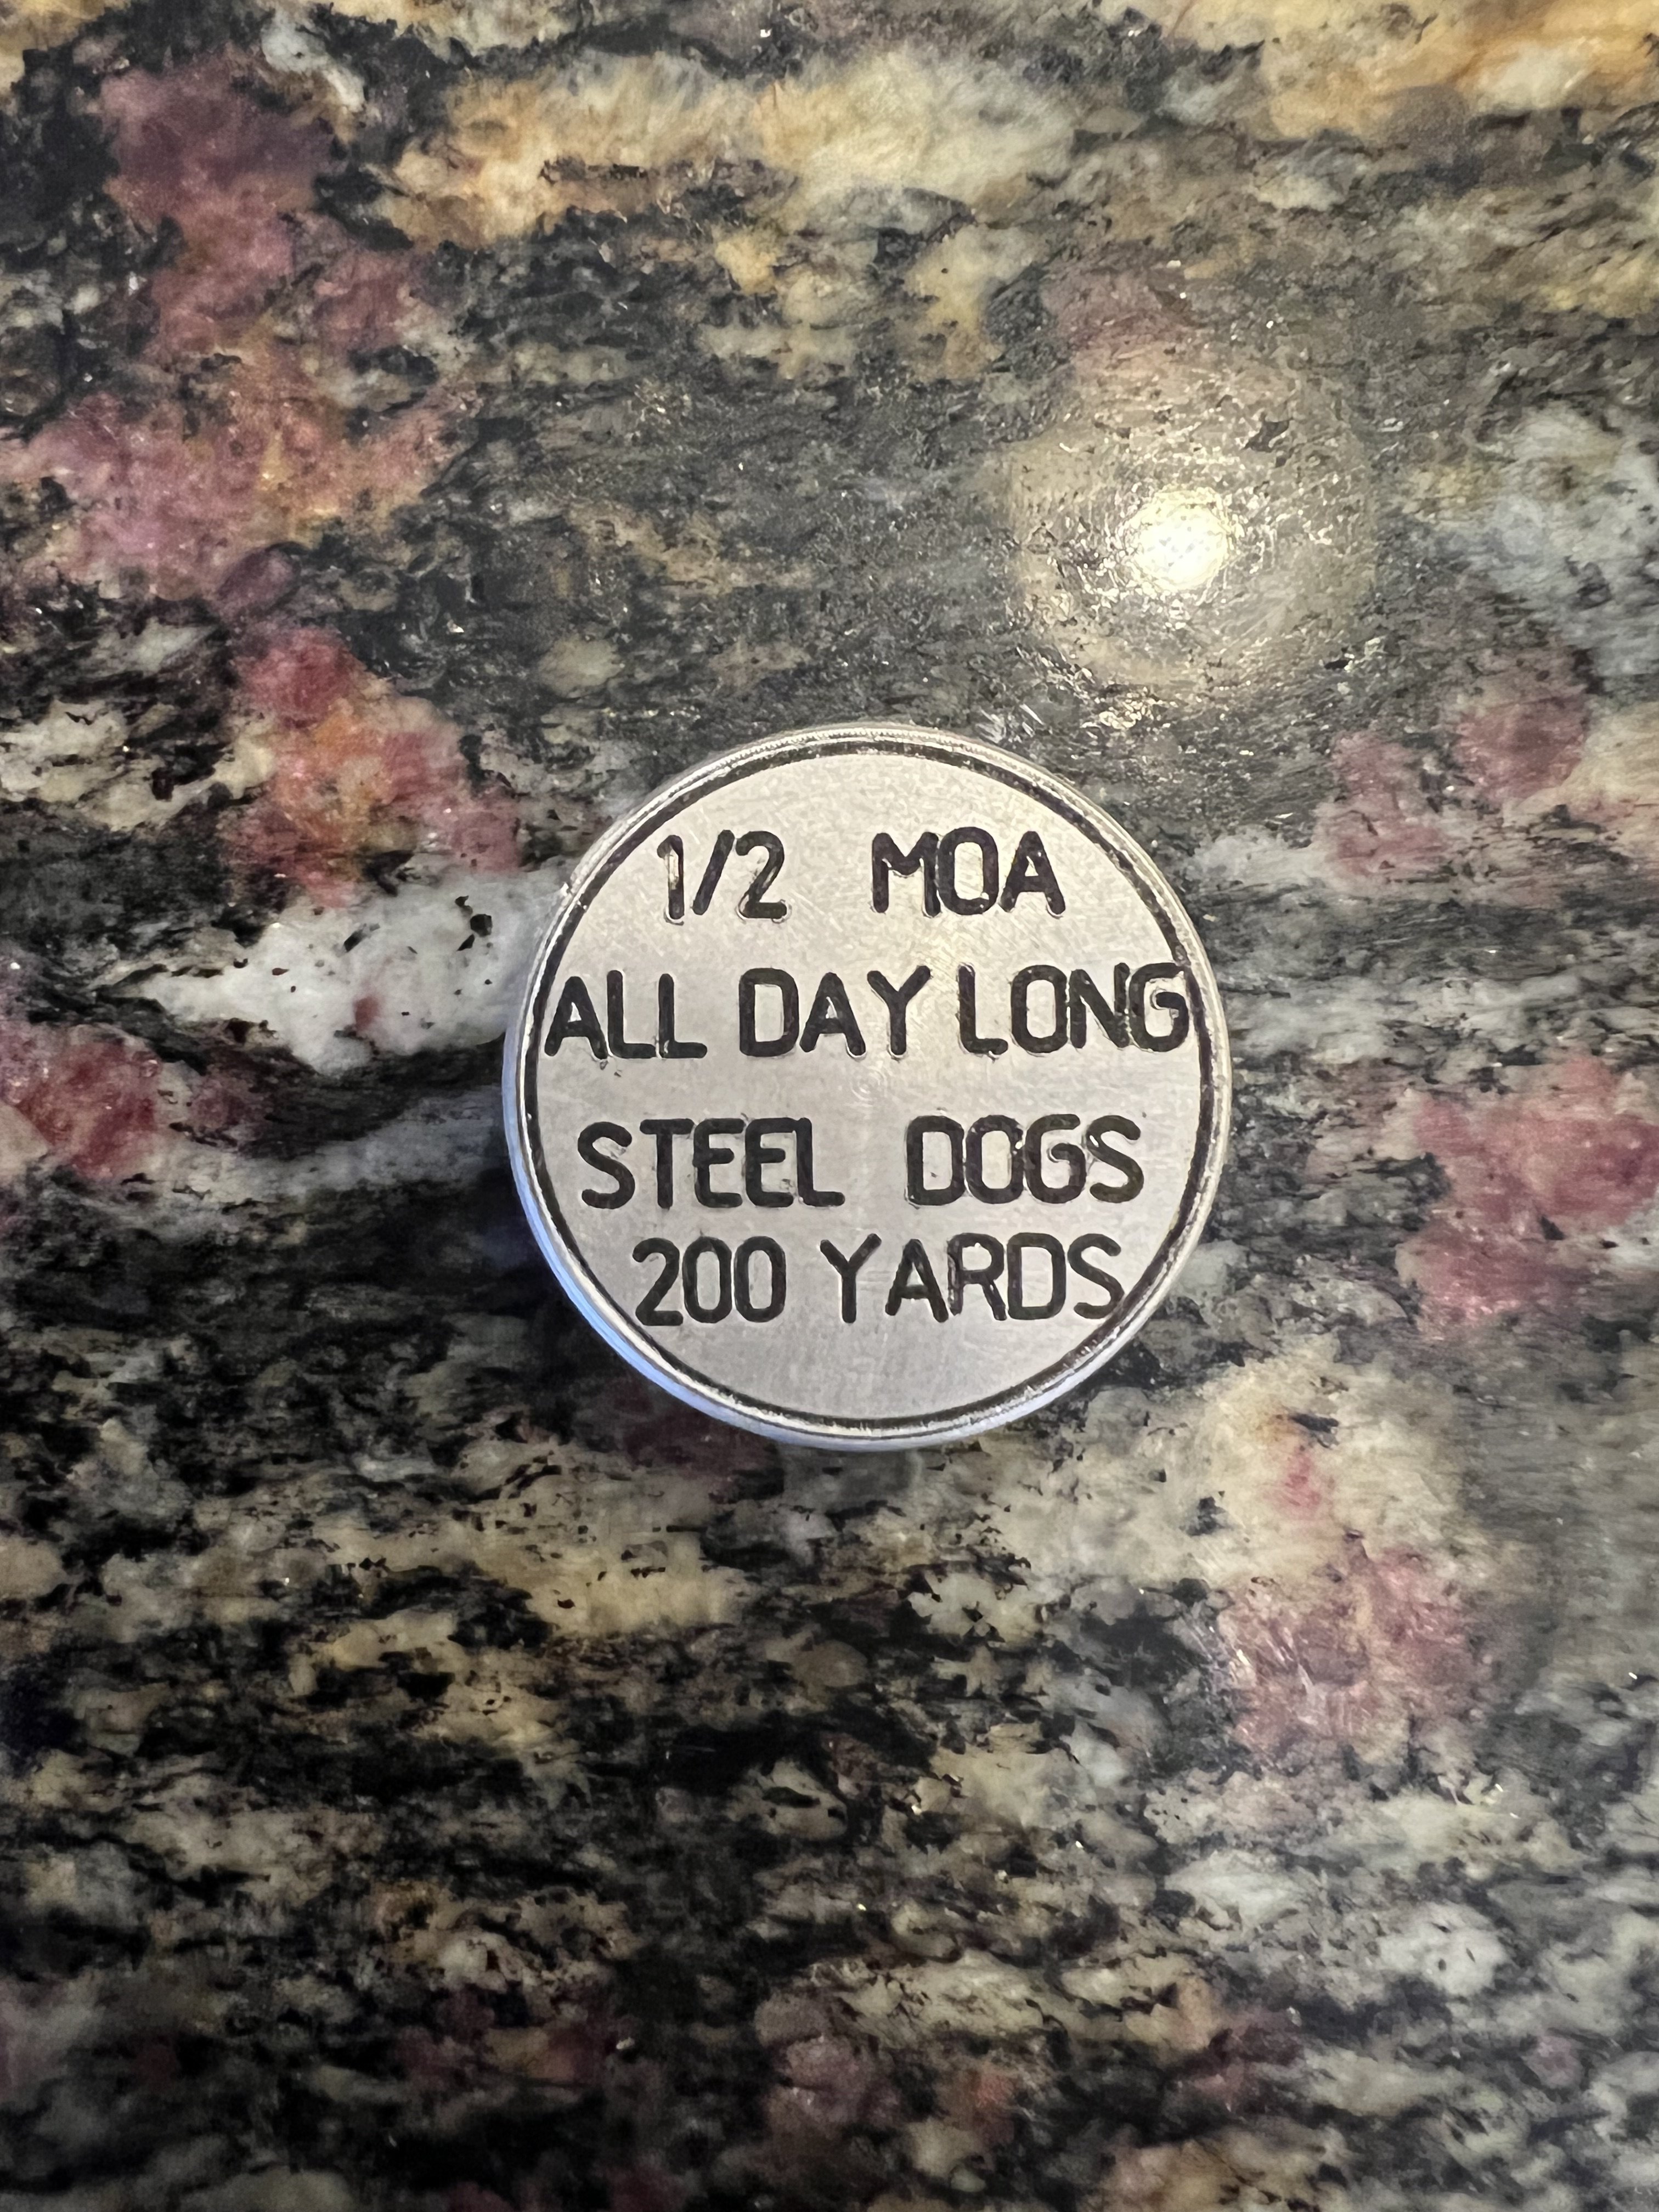 1/2 MOA
ALL DAY LONG
STEEL DOGS
200 YARDS